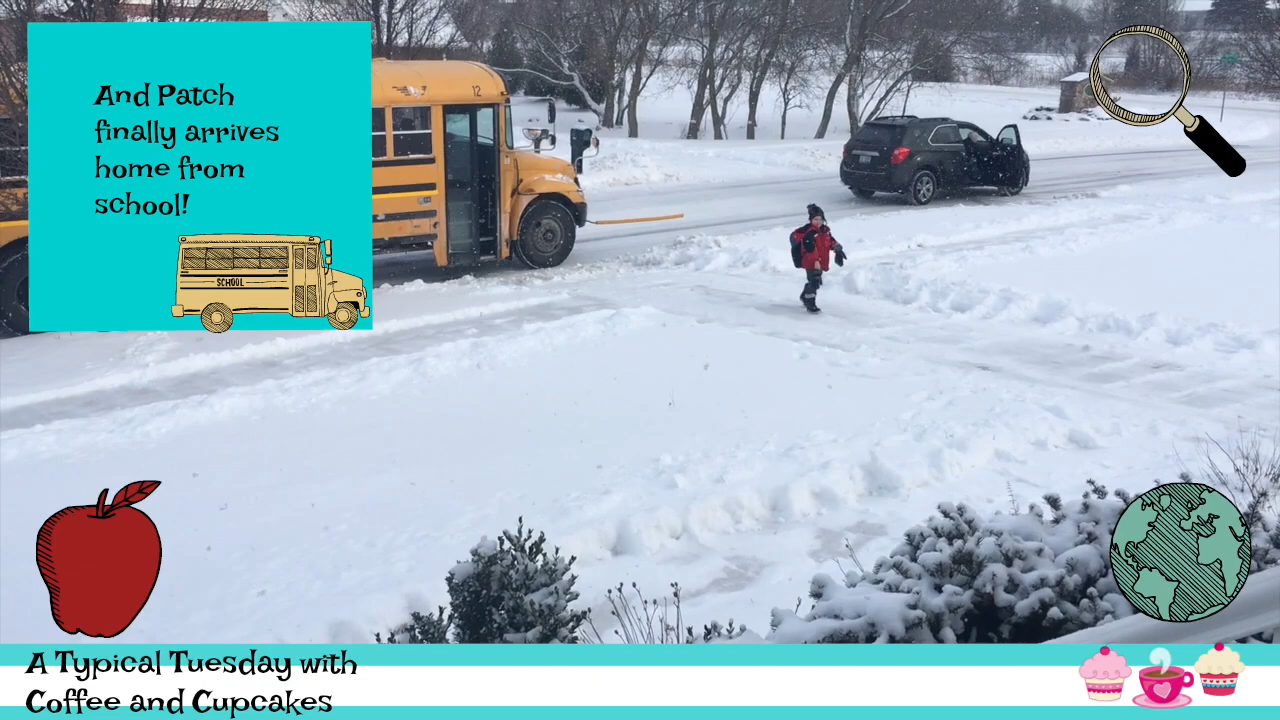 And Patch
finally arrives
home from
school!
SCHOOL
12
A Typical Tuesday with
Coffee and Cupcakes